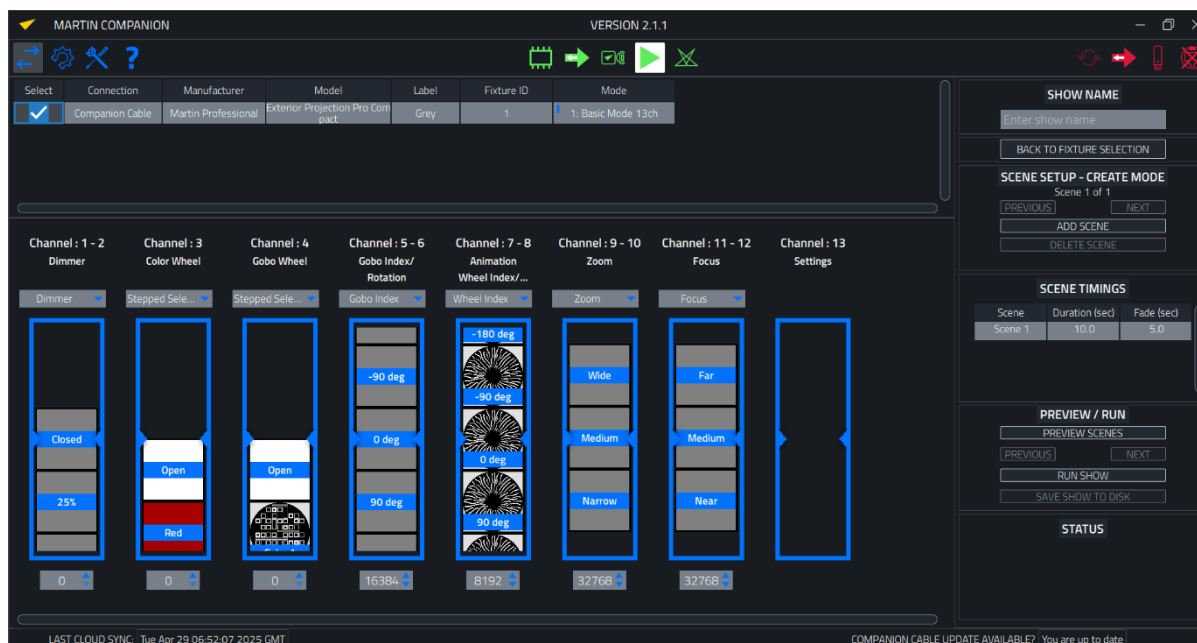 MARTIN COMPANION
VERSION 2.1.1
?
Select Connection Manufacturer Model Label Fixture ID Mode
Companion Cable Martin Professional Exterior Projection Pro Com
pact Grey 1 1: Basic Mode 13ch
SHOW NAME
Enter show name
BACK TO FIXTURE SELECTION
SCENE SETUP - CREATE MODE
Scene 1 of 1
PREVIOUS NEXT
ADD SCENE
DELETE SCENE
Channel : 1 - 2 Channel : 3 Channel : 4 Channel : 5 - 6 Channel : 7 - 8 Channel : 9 - 10 Channel : 11 - 12 Channel : 13
Dimmer Color Wheel Gobo Wheel Gobo Index/ Animation Zoom Focus Settings
Rotation Wheel Index/...
Dimmer Stepped Sele... Stepped Sele... Gobo Index Wheel Index Zoom Focus
-180 deg
-90 deg Wide Far
-90 deg
Closed 0 deg Medium Medium
0 deg
Open Open
25% 90 deg Narrow Near
90 deg
Red
0 0 0 16384 8192 32768 32768
SCENE TIMINGS
Scene Duration (sec) Fade (sec)
Scene 1 10.0 5.0
PREVIEW / RUN
PREVIEW SCENES
PREVIOUS NEXT
RUN SHOW
SAVE SHOW TO DISK
STATUS
LAST CLOUD SYNC: Tue Apr 29 06:52:07 2025 GMT
COMPANION CABLE UPDATE AVAILABLE? You are up to date